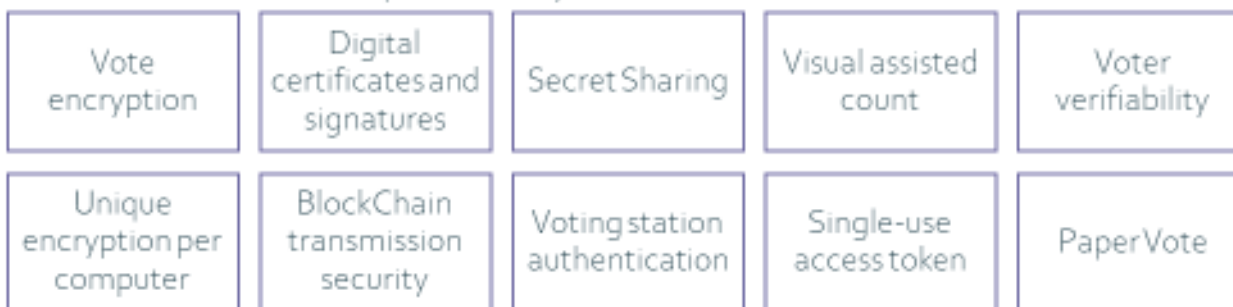 Vote
encryption
Digital
certificates and
signatures
Secret Sharing
Visual assisted
count
Voter
verifiability
Unique
encryption per
computer
BlockChain
transmission
security
Voting station
authentication
Single-use
access token
Paper Vote